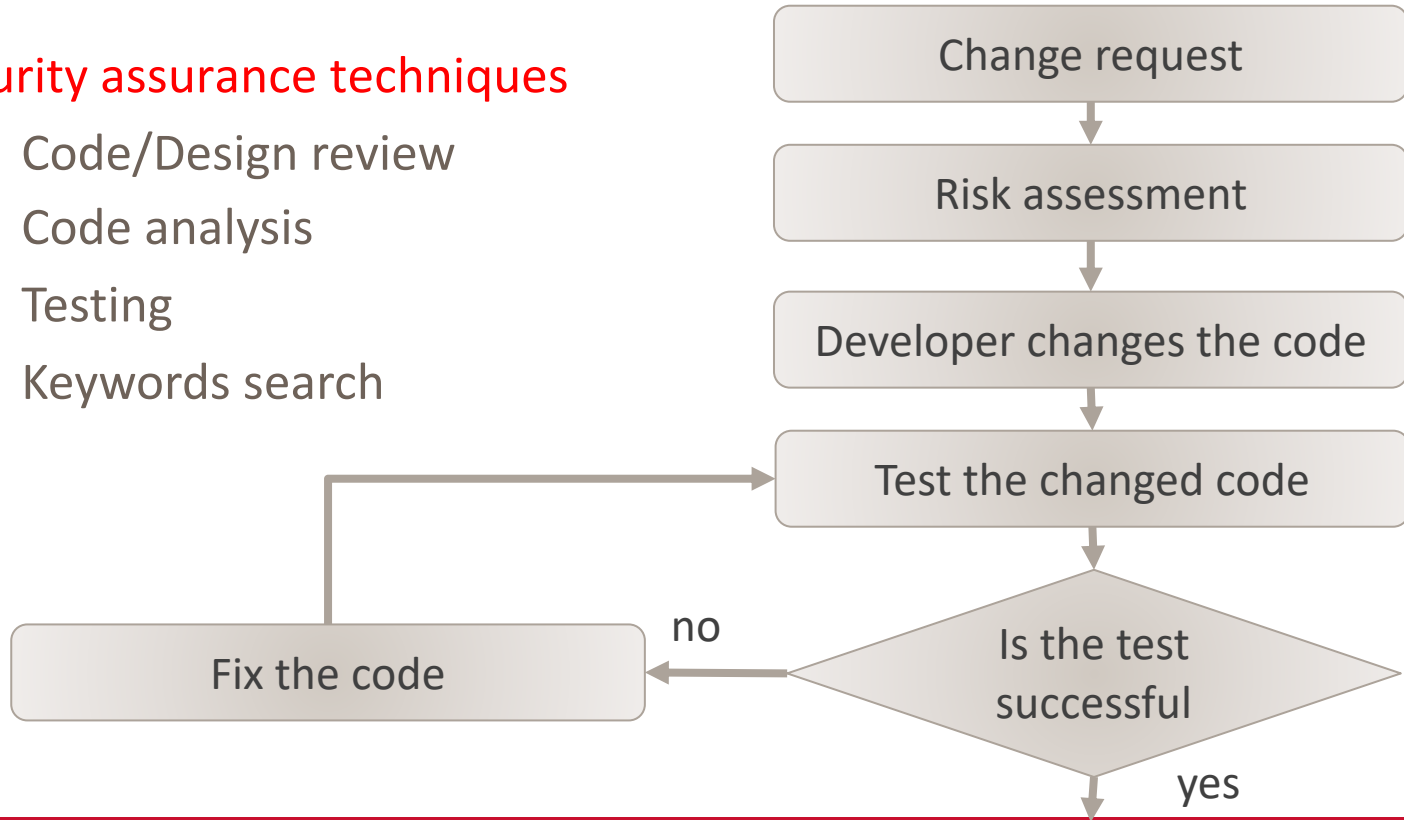 urity assurance techniques
Code/Design review
Code analysis
Testing
Keywords search
Change request
Risk assessment
Developer changes the code
Test the changed code
Is the test
successful
no
Fix the code
yes